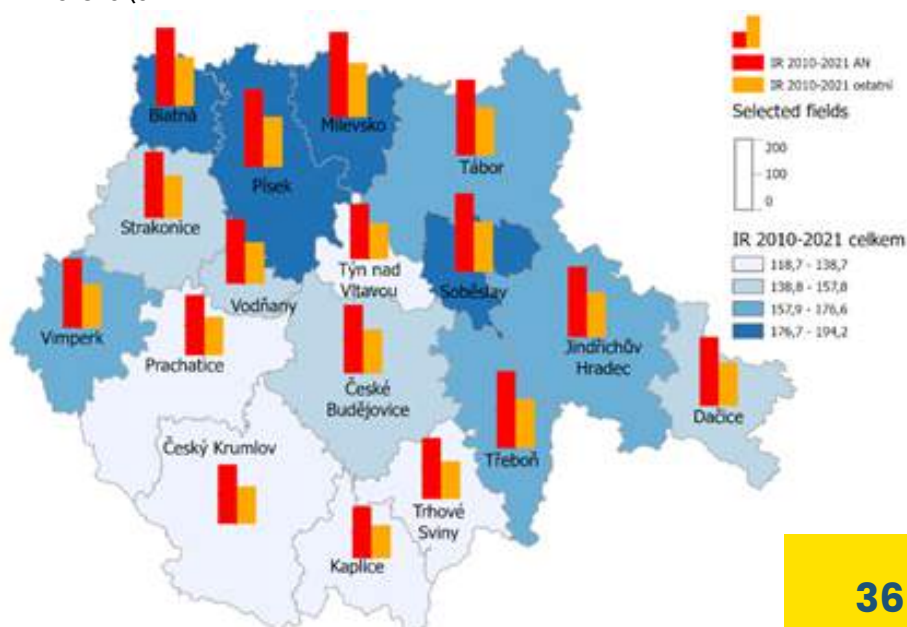 IR 2010-2021 AN
IR 2010-2021 ostatní
Selected fields
200
100
0
IR 2010-2021 celkem
118,7 - 138,7
138,8 - 157,8
157,9 - 176,6
176,7 - 194,2
Blatná
Milevsko
Písek
Tábor
Strakonice
Týn nad
Vltavou
Soběslav
Vodňany
Vimperk
Prachatice
Jindřichův
Hradec
České
Budějovice
Dačice
Třeboň
Český Krumlov
Trhové
Sviny
Kaplice
36